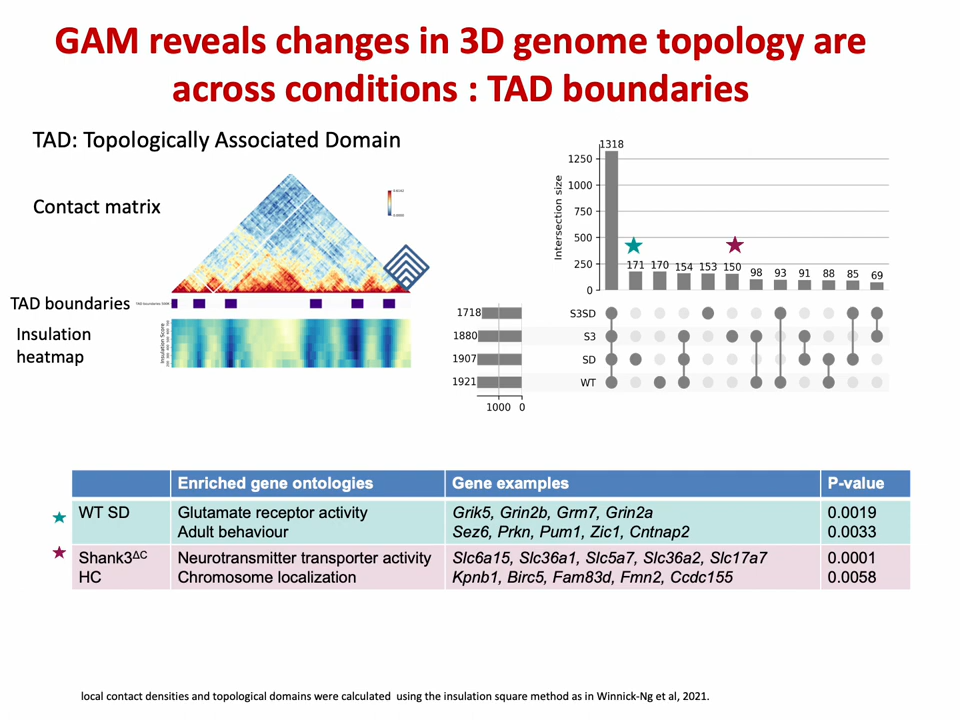 GAM reveals changes in 3D genome topology are
across conditions : TAD boundaries
TAD: Topologically Associated Domain
Contact matrix
TAD boundaries
Insulation
heatmap
Insulation Score
Intersection size
1250
1000
750
500
250
0
1318
171
170
154
153
150
98
93
91
88
85
69
1718
S3SD
1880
S3
1907
SD
1921
WT
1000 0
Enriched gene ontologies Gene examples P-value
WT SD Glutamate receptor activity Grik5, Grin2b, Grm7, Grin2a 0.0019
Adult behaviour Sez6, Prkn, Pum1, Zic1, Cntnap2 0.0033
Shank3ΔC Neurotransmitter transporter activity Slc6a15, Slc36a1, Slc5a7, Slc36a2, Slc17a7 0.0001
HC Chromosome localization Kpnb1, Birc5, Fam83d, Fmn2, Ccdc155 0.0058
local contact densities and topological domains were calculated using the insulation square method as in Winnick-Ng et al, 2021.